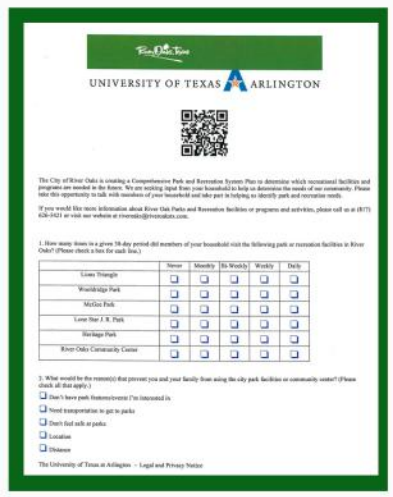 River Oaks, Texas
UNIVERSITY OF TEXAS ARLINGTON
The City of River Oaks is creating a Comprehensive Park and Recreation System Plan to determine which recreational facilities and
programs are needed in the future. We are seeking input from your household to help us determine the needs of our community. Please
take this opportunity to talk with members of your household and take part in helping us identify park and recreation needs.
If you would like more information about River Oaks Parks and Recreation facilities or programs and activities, please call us at (817)
626-5421 or visit our website at
1. How many times in a given 30-day period did members of your household visit the following park or recreation facilities in River
Oaks? (Please check a box for each line.)
Never Monthly Bi-Weekly Weekly Daily
Lions Triangle
Wooldridge Park
McGee Park
Lone Star J. R. Park
Heritage Park
River Oaks Community Center
2. What would be the reason(s) that prevent you and your family from using the city park facilities or community center? (Please
check all that apply.)
Don't have park features/events I'm interested in
Need transportation to get to parks
Don't feel safe at parks
Location
Distance
The University of Texas at Arlington - Legal and Privacy Notice